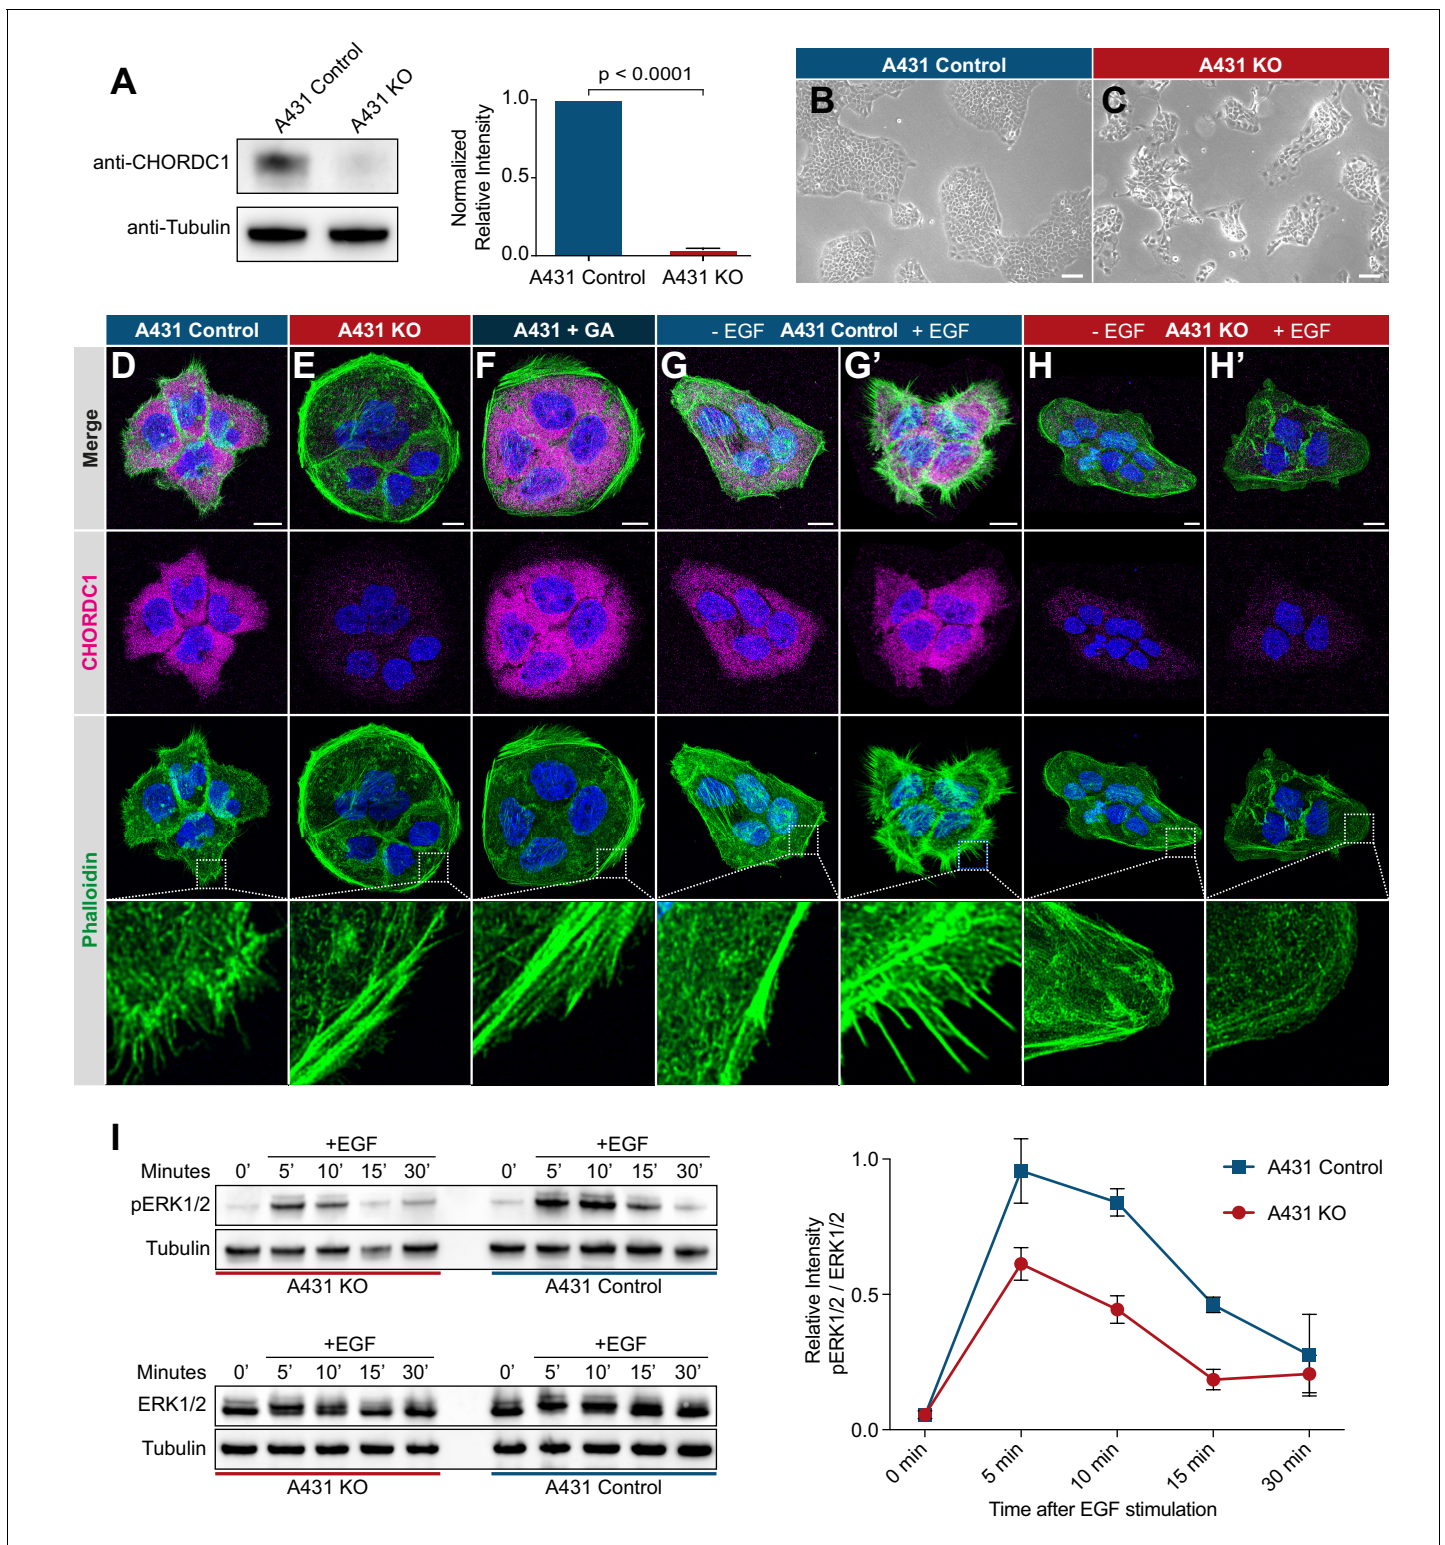 A
A431 Control
A431 KO
anti-CHORDC1
anti-Tubulin
Normalized
Relative Intensity
1.0
0.5
0.0
p < 0.0001
A431 Control
A431 KO
A431 Control
A431 KO
B
C
A431 Control
A431 KO
A431 + GA
- EGF A431 Control + EGF
- EGF A431 KO + EGF
D
E
F
G
G’
H
H’
Merge
CHORDC1
Phalloidin
I
+EGF
+EGF
Minutes 0’ 5’ 10’ 15’ 30’ 0’ 5’ 10’ 15’ 30’
pERK1/2
Tubulin
A431 KO
A431 Control
+EGF
+EGF
Minutes 0’ 5’ 10’ 15’ 30’ 0’ 5’ 10’ 15’ 30’
ERK1/2
Tubulin
A431 KO
A431 Control
Relative Intensity
pERK1/2 / ERK1/2
1.0
0.5
0.0
A431 Control
A431 KO
0 min
5 min
10 min
15 min
30 min
Time after EGF stimulation